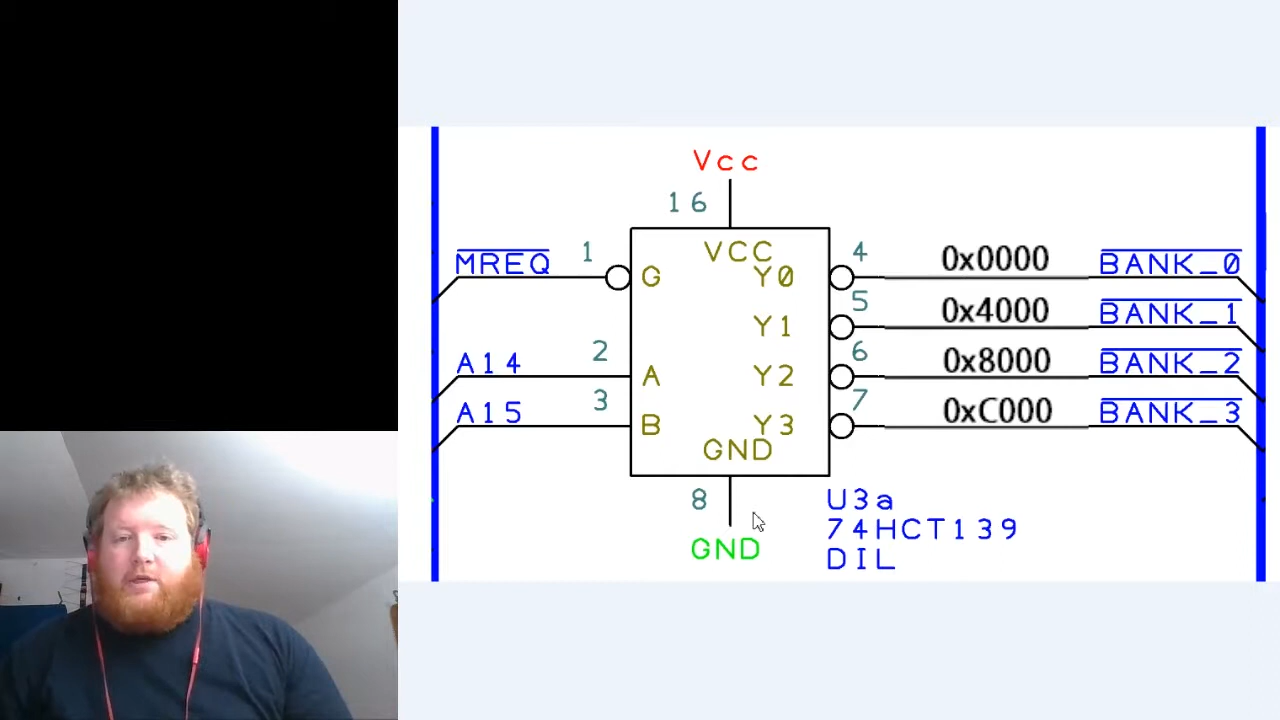 Vcc
16
MREQ 1 G VCC Y0 4 0x0000 BANK_0
Y1 5 0x4000 BANK_1
A14 2 A Y2 6 0x8000 BANK_2
A15 3 B Y3 7 0xC000 BANK_3
GND
8
GND
U3a
74HCT139
DIL